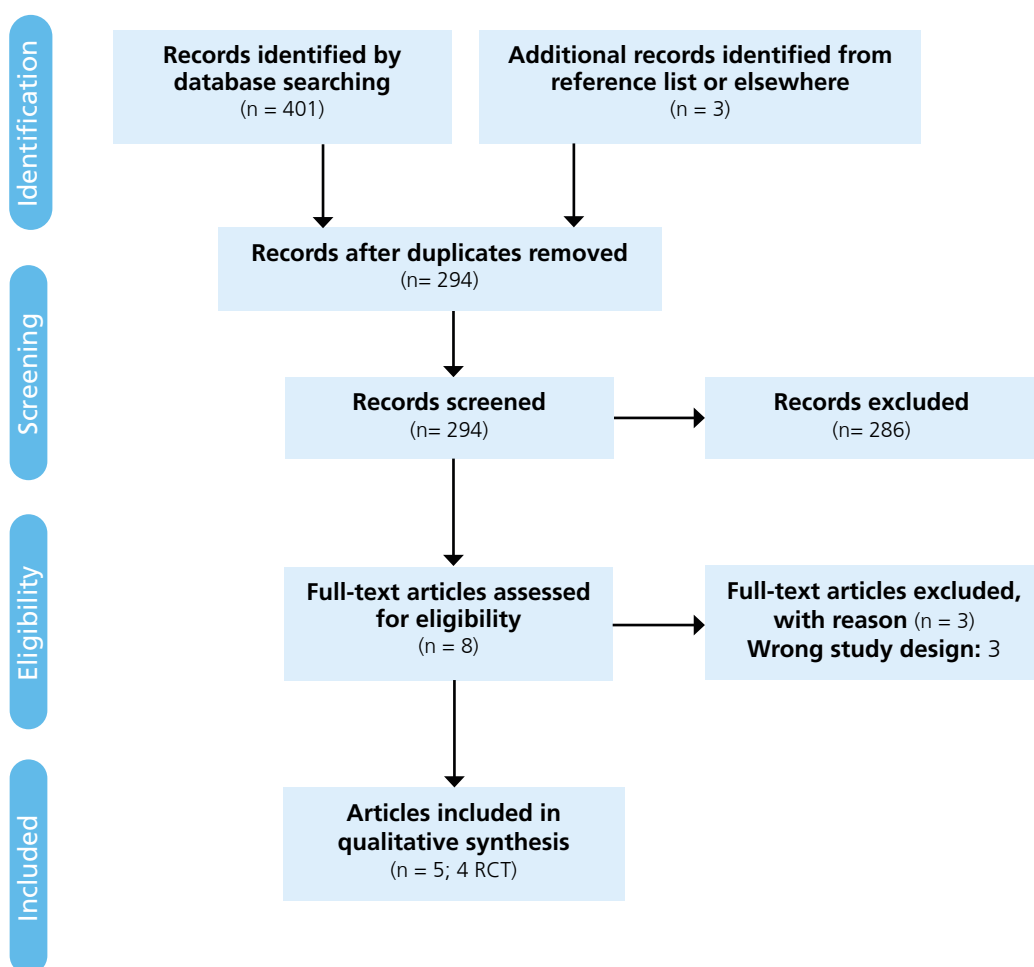 Identification
Records identified by
database searching
(n = 401)
Additional records identified from
reference list or elsewhere
(n = 3)
Records after duplicates removed
(n= 294)
Screening
Records screened
(n= 294)
Records excluded
(n= 286)
Eligibility
Full-text articles assessed
for eligibility
(n = 8)
Full-text articles excluded,
with reason (n = 3)
Wrong study design: 3
Included
Articles included in
qualitative synthesis
(n = 5; 4 RCT)